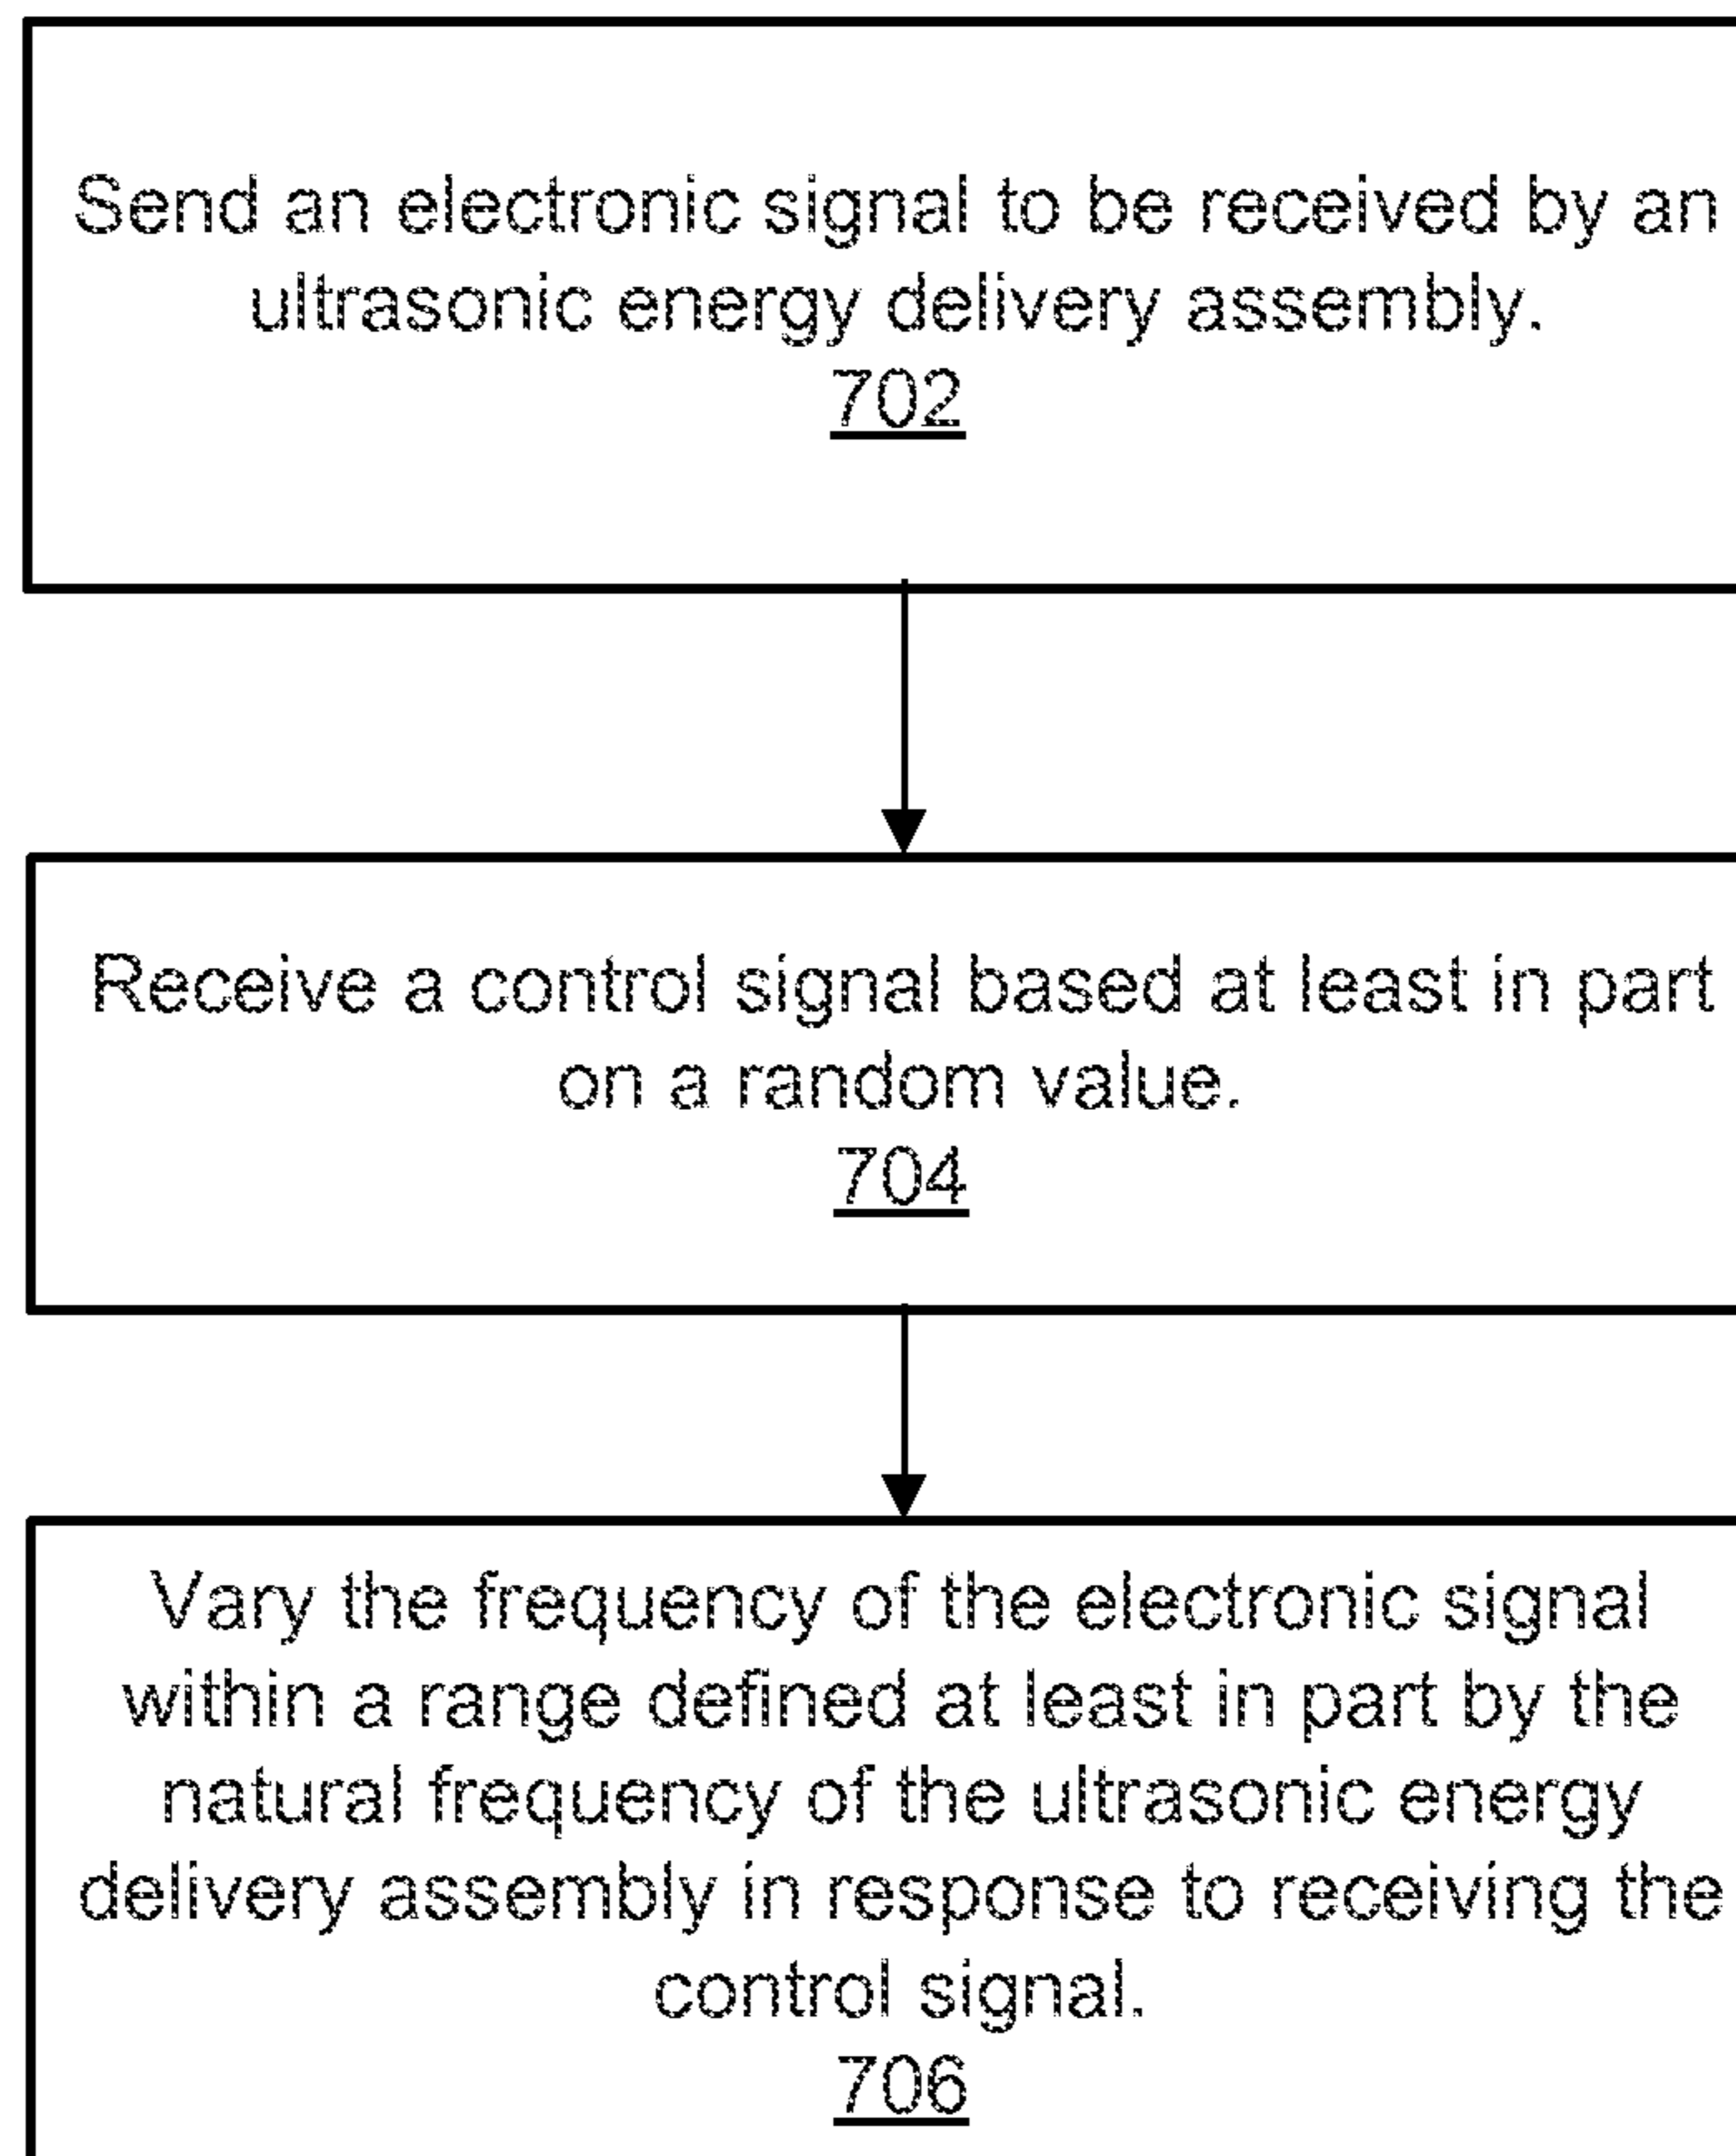 Send an electronic signal to be received by an
ultrasonic energy delivery assembly.
702
Receive a control signal based at least in part
on a random value.
704
Vary the frequency of the electronic signal
within a range defined at least in part by the
natural frequency of the ultrasonic energy
delivery assembly in response to receiving the
control signal.
706